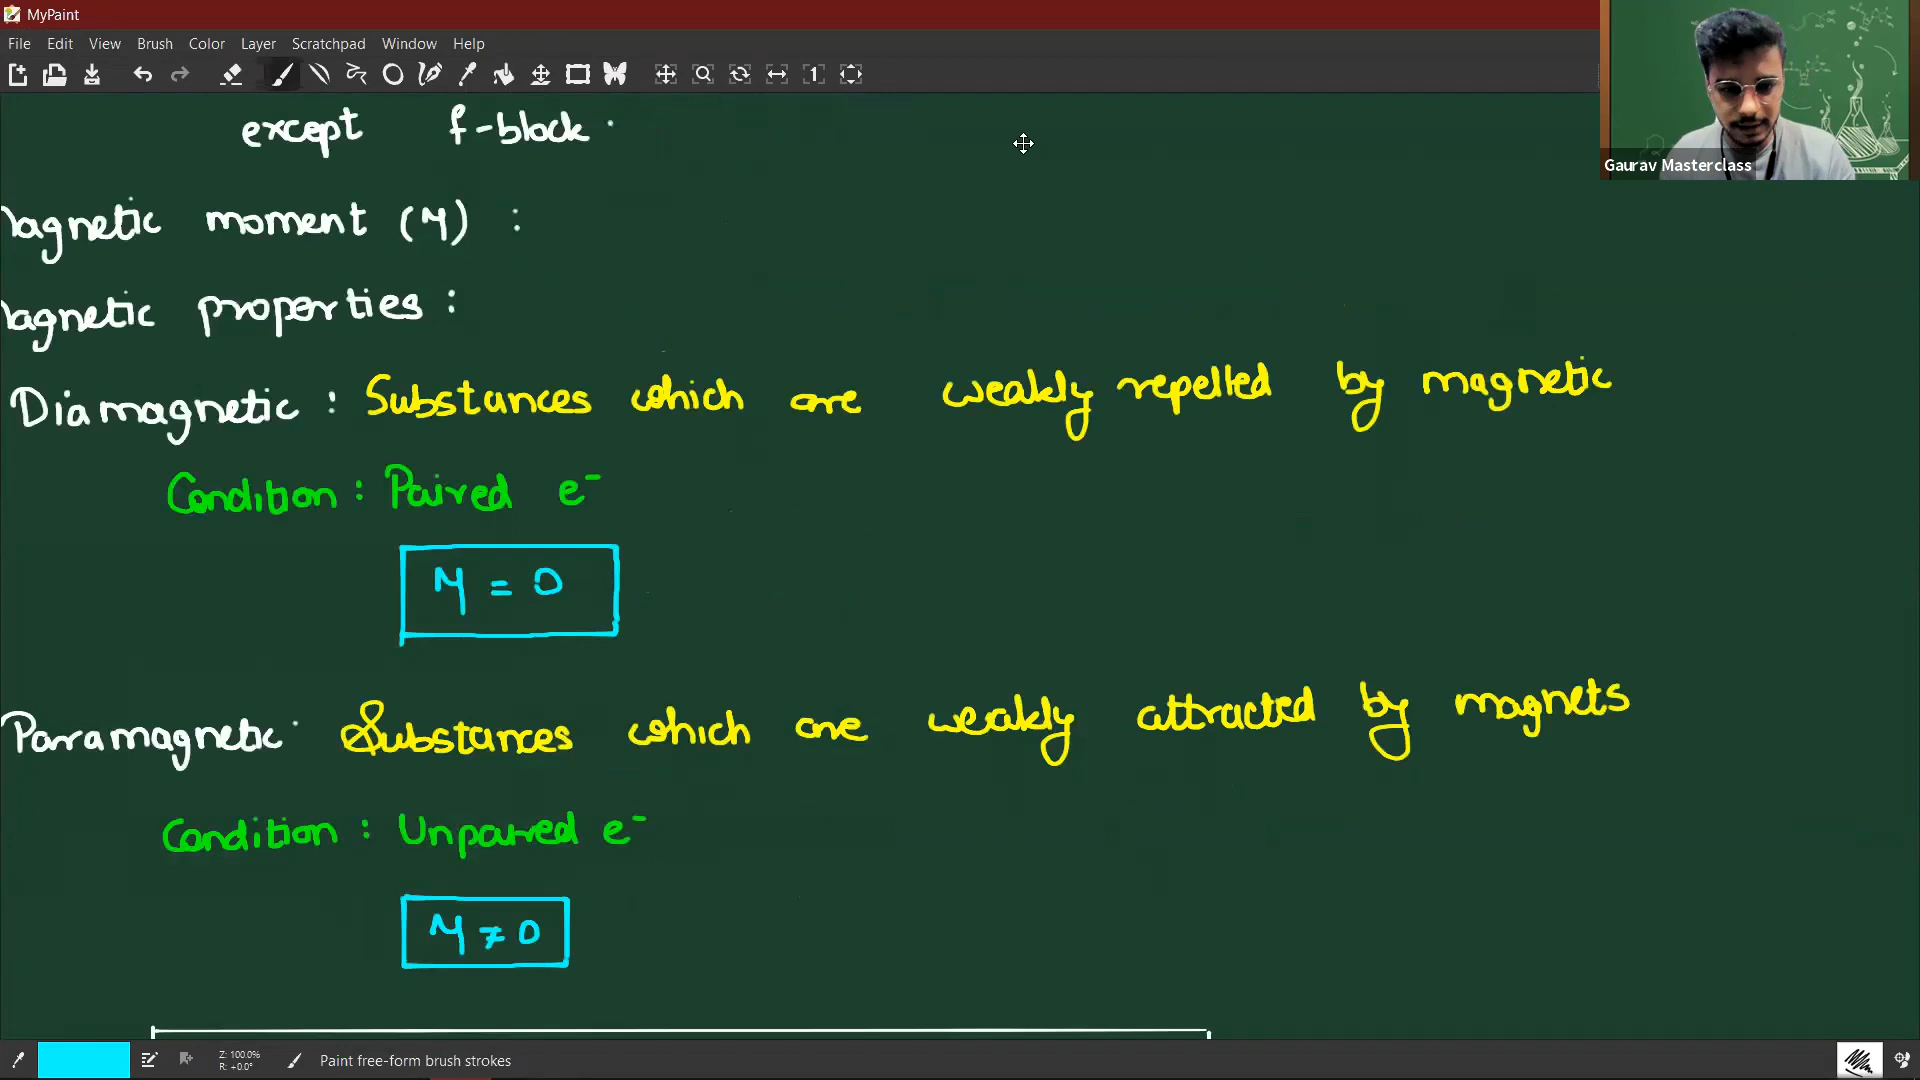 MyPaint
File Edit View Brush Color Layer Scratchpad Window Help
Gaurav Masterclass
except f-block.
agnetic moment (M) :
agnetic properties :
Diamagnetic : Substances which are weakly repelled by magnetic
Condition : Paired e⁻
M = 0
Paramagnetic. Substances which are weakly attracted by magnets
Condition : Unpaired e⁻
M ≠ 0
Z: 100.0%
R: +0.0°
Paint free-form brush strokes